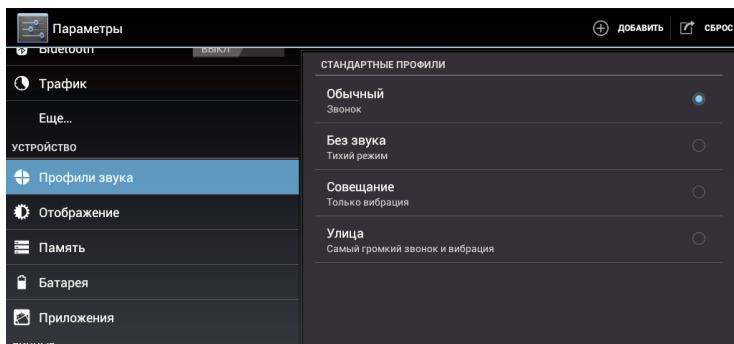 Параметры
ДОБАВИТЬ
СБРОС
Bluetooth
ВЫКЛ
Трафик
Еще...
УСТРОЙСТВО
Профили звука
Отображение
Память
Батарея
Приложения
СТАНДАРТНЫЕ ПРОФИЛИ
Обычный
Звонок
Без звука
Тихий режим
Совещание
Только вибрация
Улица
Самый громкий звонок и вибрация